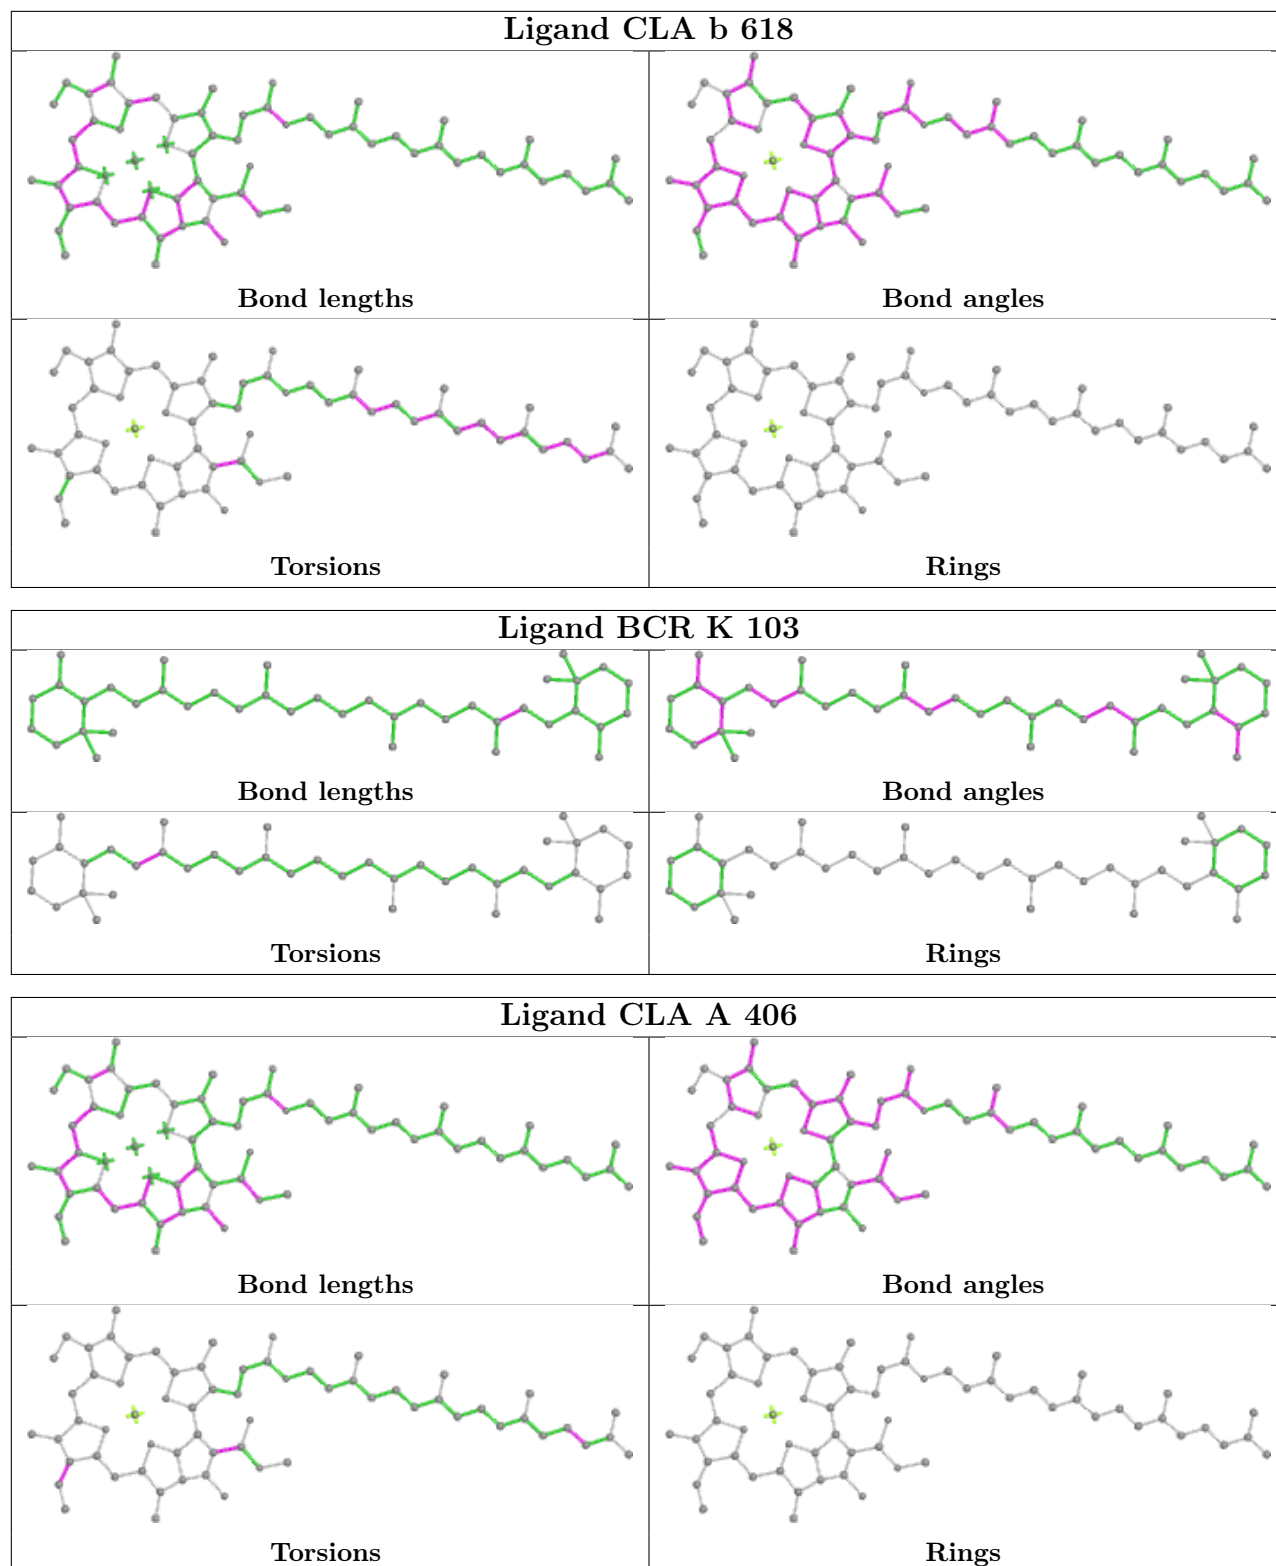 Ligand CLA b 618
Bond lengths
Bond angles
Torsions
Rings
Ligand BCR K 103
Bond lengths
Bond angles
Torsions
Rings
Ligand CLA A 406
Bond lengths
Bond angles
Torsions
Rings